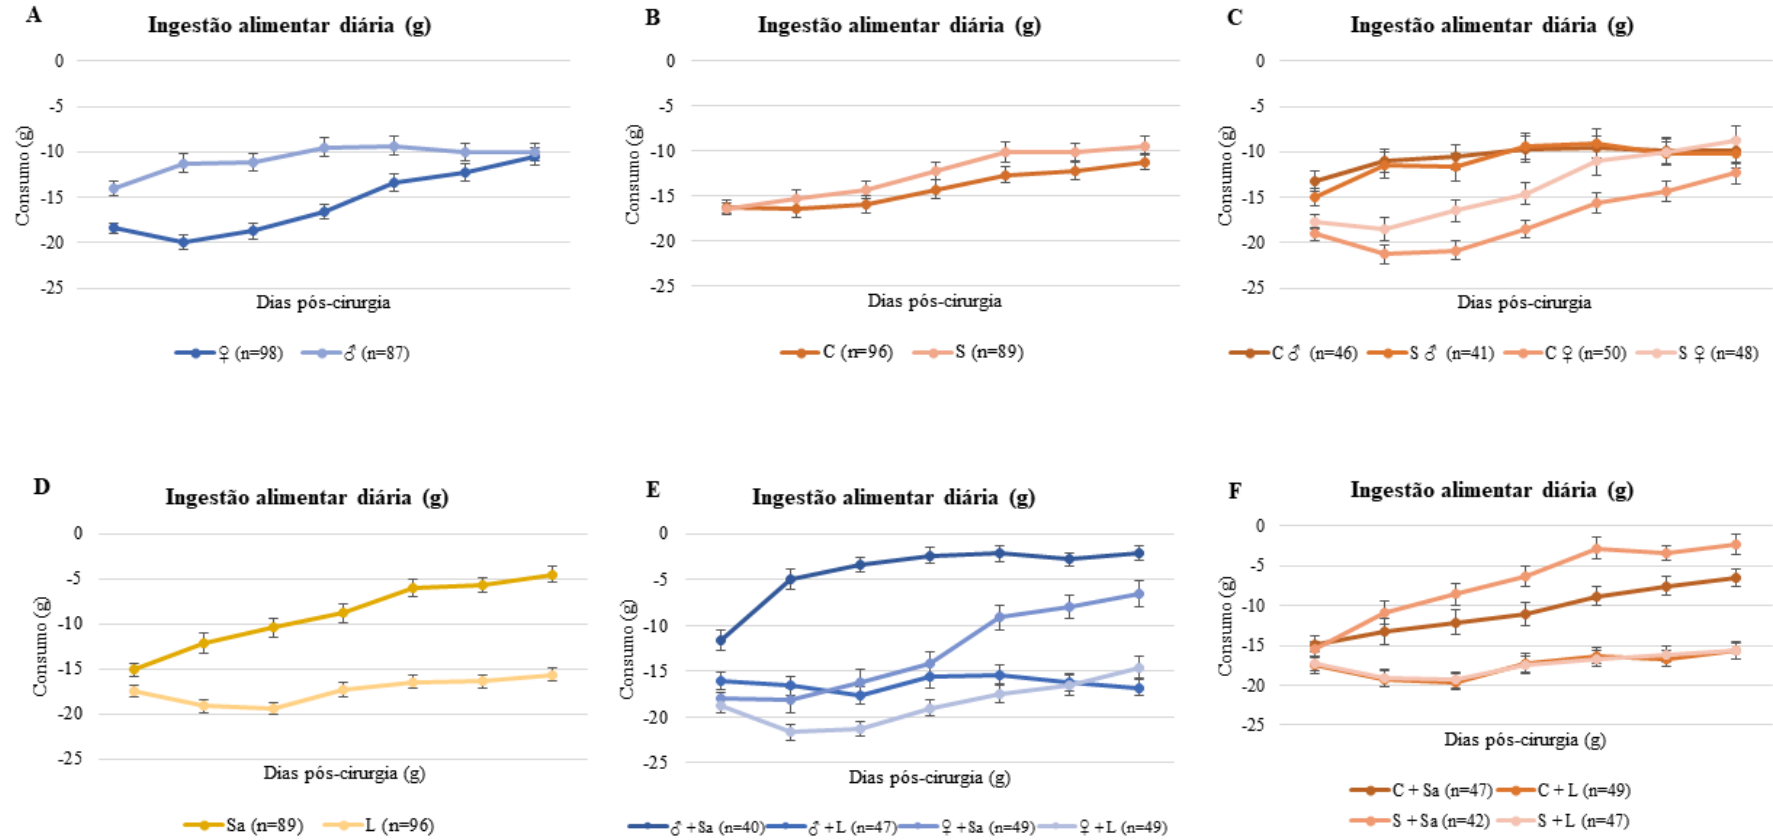 A
Ingestão alimentar diária (g)
0
-5
-10
-15
-20
-25
Consumo (g)
Dias pós-cirurgia
♀ (n=98) ♂ (n=87)
B
Ingestão alimentar diária (g)
0
-5
-10
-15
-20
-25
Consumo (g)
Dias pós-cirurgia
C (n=96) S (n=89)
C
Ingestão alimentar diária (g)
0
-5
-10
-15
-20
-25
Consumo (g)
Dias pós-cirurgia
C ♂ (n=46) S ♂ (n=41) C ♀ (n=50) S ♀ (n=48)
D
Ingestão alimentar diária (g)
0
-5
-10
-15
-20
-25
Consumo (g)
Dias pós-cirurgia (g)
Sa (n=89) L (n=96)
E
Ingestão alimentar diária (g)
0
-5
-10
-15
-20
-25
Consumo (g)
Dias pós-cirurgia (g)
♂ +Sa (n=40) ♂ +L (n=47) ♀ +Sa (n=49) ♀ +L (n=49)
F
Ingestão alimentar diária (g)
0
-5
-10
-15
-20
-25
Consumo (g)
Dias pós-cirurgia (g)
C + Sa (n=47) C + L (n=49)
S + Sa (n=42) S + L (n=47)